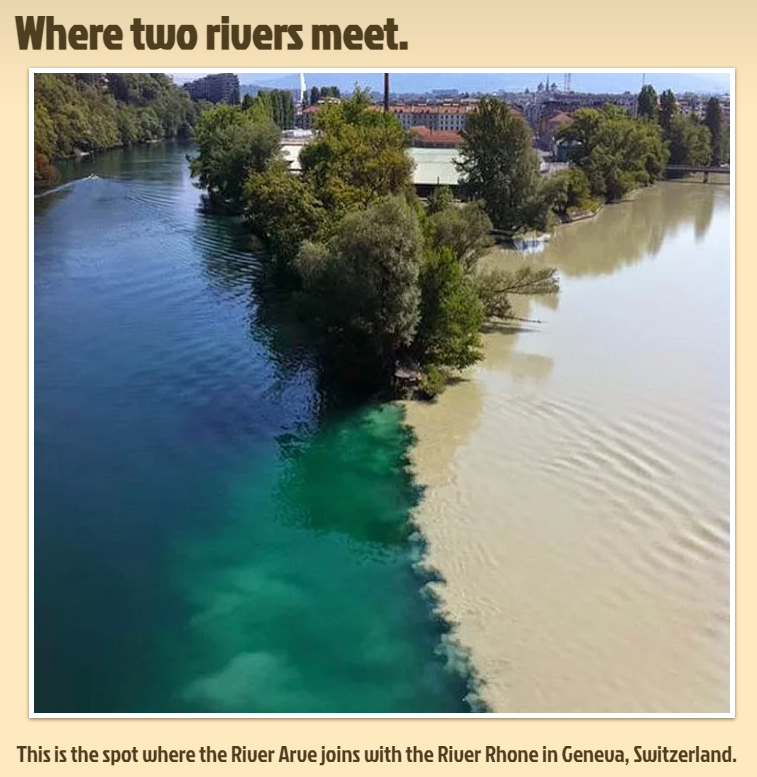 Where two rivers meet.
This is the spot where the River Arve joins with the River Rhone in Geneva, Switzerland.